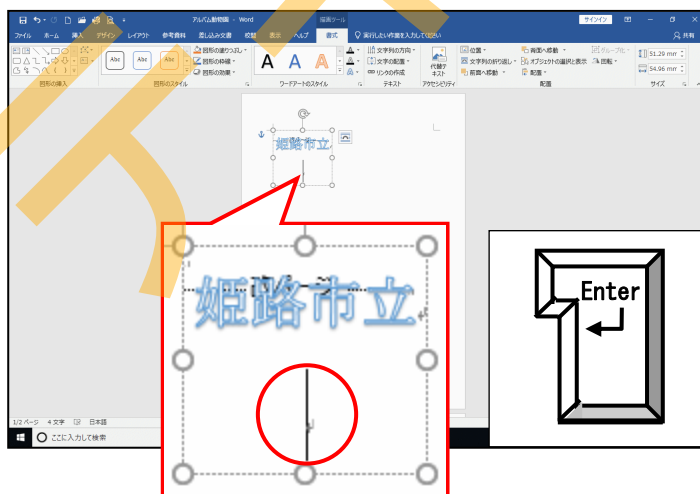 アルバム動物園 - Word
描画ツール
サインイン
ファイル ホーム 挿入 デザイン レイアウト 参考資料 差し込み文書 校閲 表示 ヘルプ 書式 実行したい作業を入力してください 共有
Abc Abc Abc
図形の塗りつぶし
図形の枠線
図形の効果
A A A
文字列の方向
文字の配置
リンクの作成
代替テキスト
位置
文字列の折り返し
前面へ移動
背面へ移動
オブジェクトの選択と表示
配置
グループ化
回転
51.29 mm
54.96 mm
図形の挿入 図形のスタイル ワードアートのスタイル テキスト アクセシビリティ 配置 サイズ
姫路市立
姫路市立
Enter
1/2 ページ 4 文字 日本語
ここに入力して検索